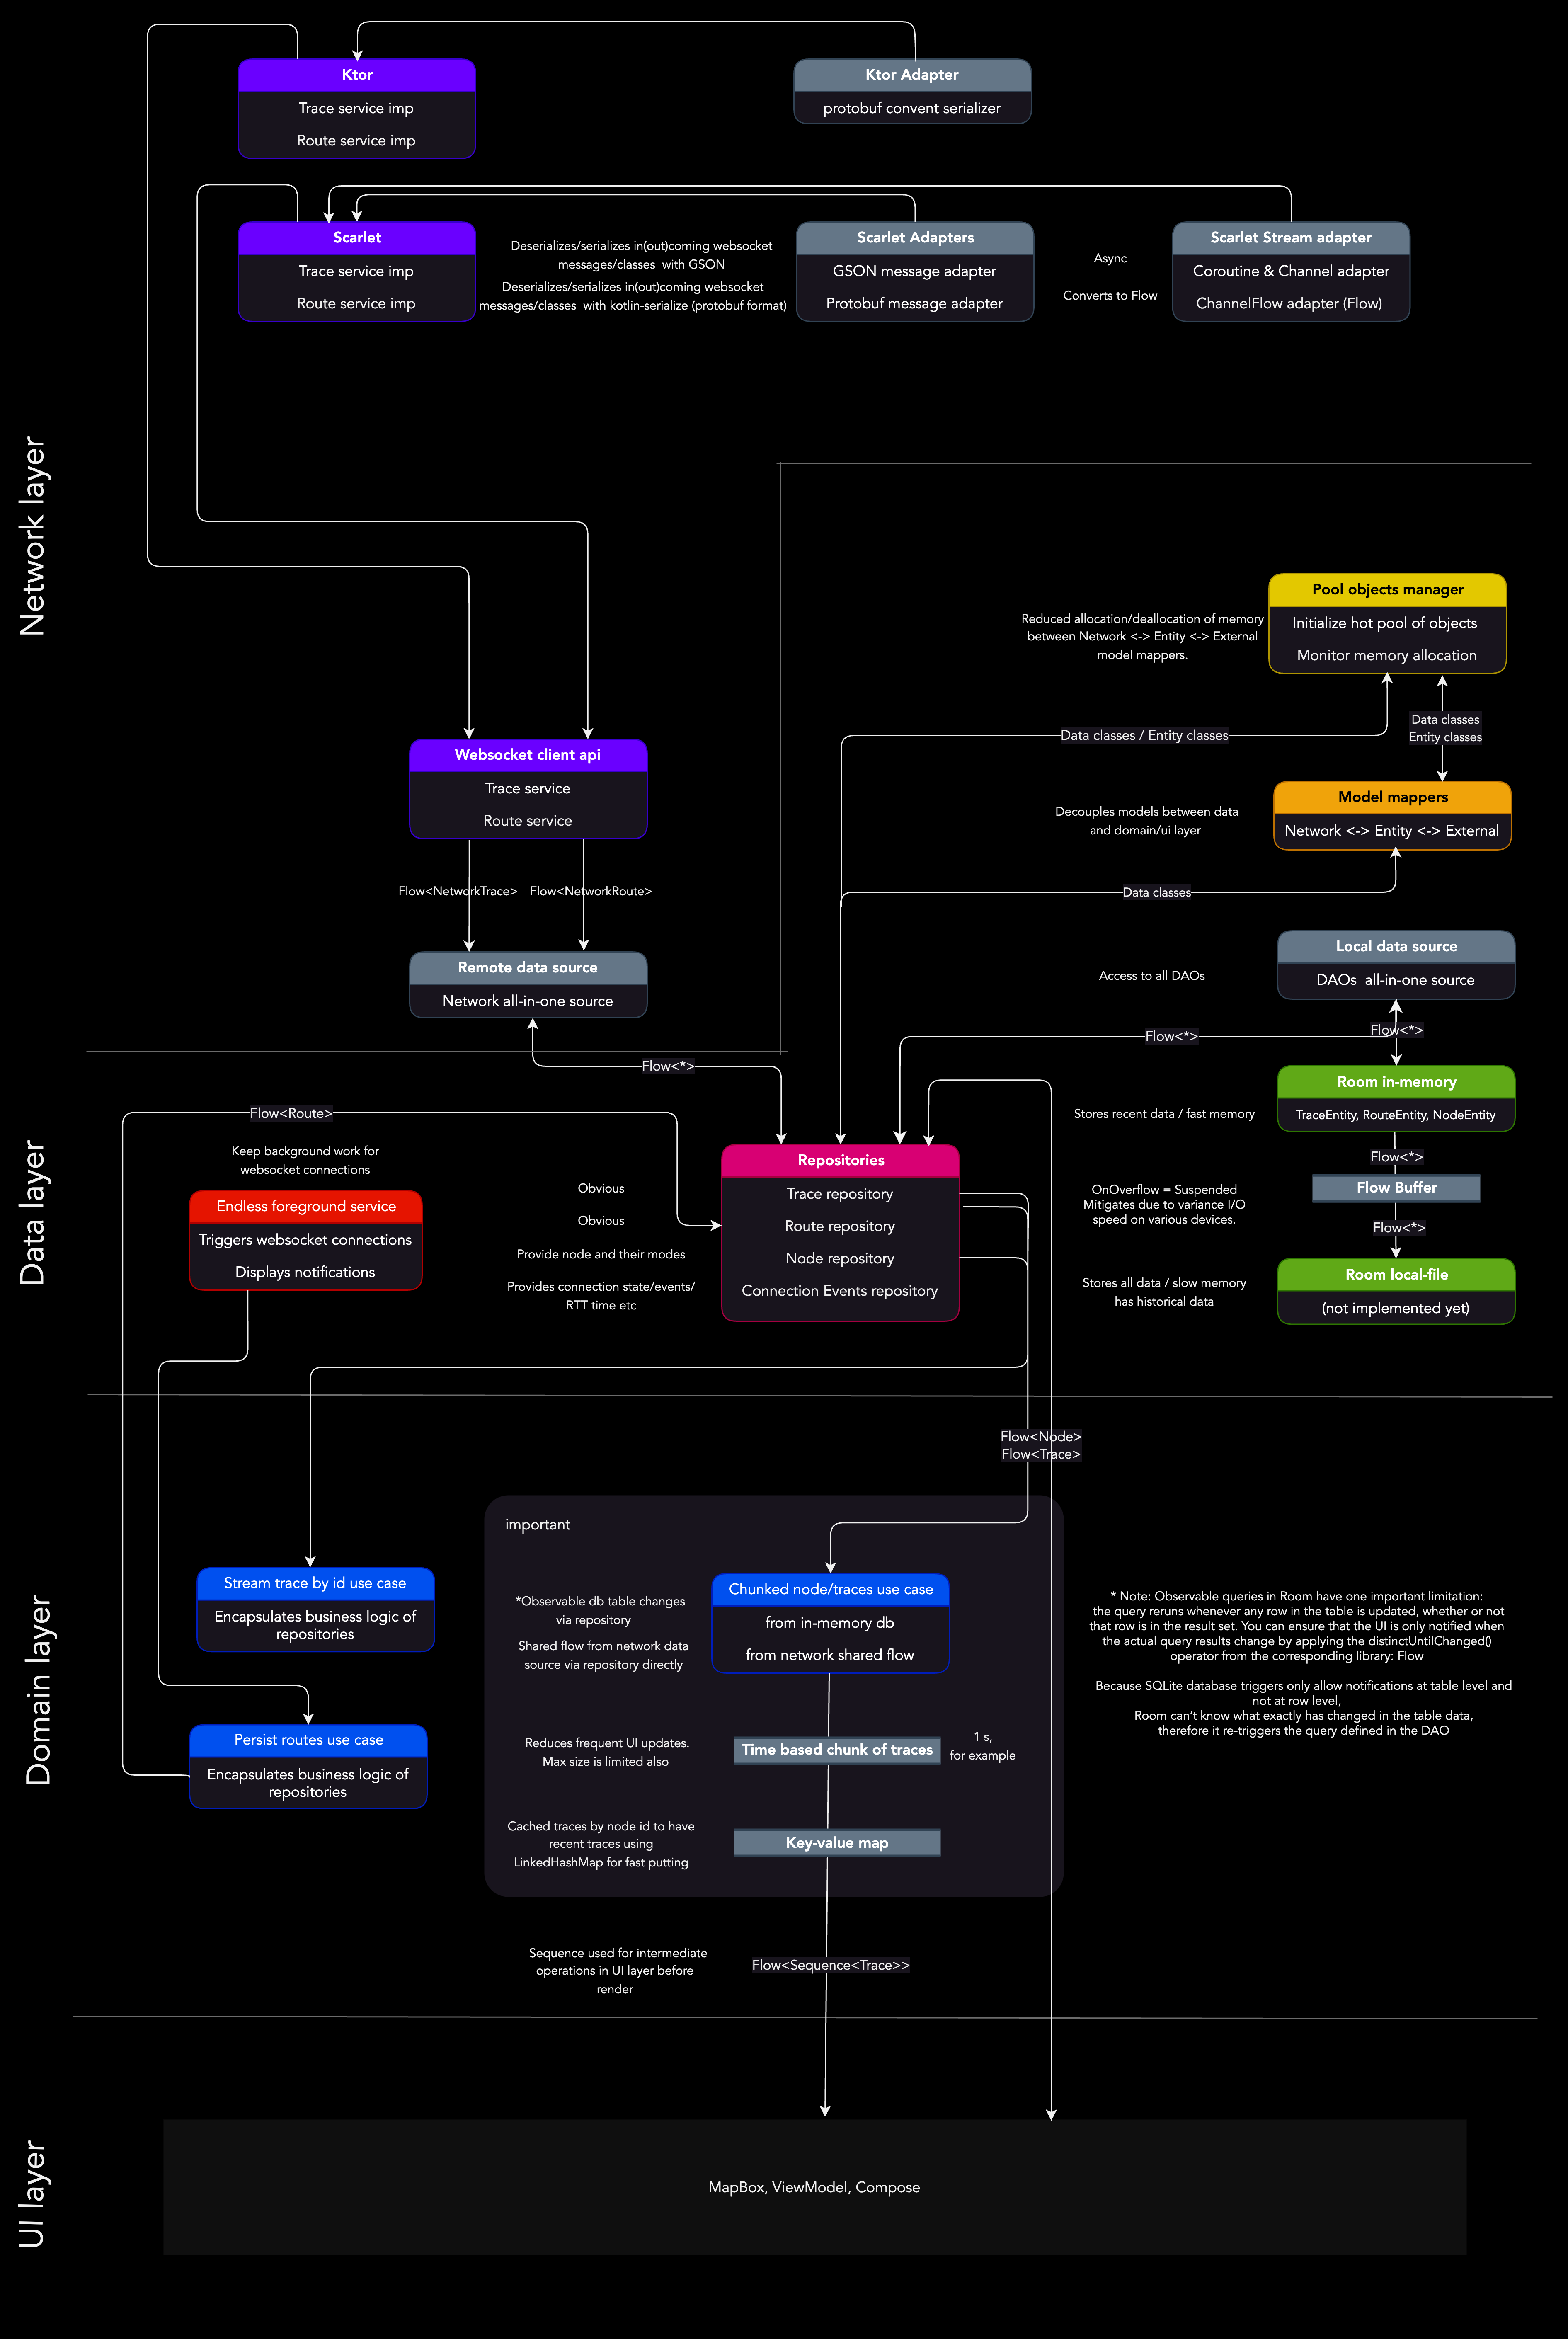 Network layer
Ktor
Trace service imp
Route service imp
Ktor Adapter
protobuf convent serializer
Scarlet
Trace service imp
Route service imp
Deserializes/serializes in(out)coming websocket
messages/classes  with GSON
Deserializes/serializes in(out)coming websocket
messages/classes  with kotlin-serialize (protobuf format)
Scarlet Adapters
GSON message adapter
Protobuf message adapter
Async
Converts to Flow
Scarlet Stream adapter
Coroutine & Channel adapter
ChannelFlow adapter (Flow)
Pool objects manager
Initialize hot pool of objects
Monitor memory allocation
Reduced allocation/deallocation of memory
between Network <-> Entity <-> External
model mappers.
Data classes
Entity classes
Data classes / Entity classes
Websocket client api
Trace service
Route service
Model mappers
Network <-> Entity <-> External
Decouples models between data
and domain/ui layer
Flow<NetworkTrace>
Flow<NetworkRoute>
Data classes
Remote data source
Network all-in-one source
Local data source
DAOs  all-in-one source
Access to all DAOs
Flow<*>
Flow<*>
Flow<*>
Data layer
Room in-memory
TraceEntity, RouteEntity, NodeEntity
Stores recent data / fast memory
Flow<Route>
Keep background work for
websocket connections
Endless foreground service
Triggers websocket connections
Displays notifications
Obvious
Obvious
Provide node and their modes
Provides connection state/events/
RTT time etc
Repositories
Trace repository
Route repository
Node repository
Connection Events repository
Flow<*>
OnOverflow = Suspended
Mitigates due to variance I/O
speed on various devices.
Flow Buffer
Flow<*>
Stores all data / slow memory
has historical data
Room local-file
(not implemented yet)
Domain layer
Flow<Node>
Flow<Trace>
important
Stream trace by id use case
Encapsulates business logic of
repositories
*Observable db table changes
via repository
Shared flow from network data
source via repository directly
Chunked node/traces use case
from in-memory db
from network shared flow
* Note: Observable queries in Room have one important limitation:
the query reruns whenever any row in the table is updated, whether or not
that row is in the result set. You can ensure that the UI is only notified when
the actual query results change by applying the distinctUntilChanged()
operator from the corresponding library: Flow
Because SQLite database triggers only allow notifications at table level and
not at row level,
Room can't know what exactly has changed in the table data,
therefore it re-triggers the query defined in the DAO
Persist routes use case
Encapsulates business logic of
repositories
Reduces frequent UI updates.
Max size is limited also
Time based chunk of traces
1 s,
for example
Cached traces by node id to have
recent traces using
LinkedHashMap for fast putting
Key-value map
Sequence used for intermediate
operations in UI layer before
render
Flow<Sequence<Trace>>
UI layer
MapBox, ViewModel, Compose